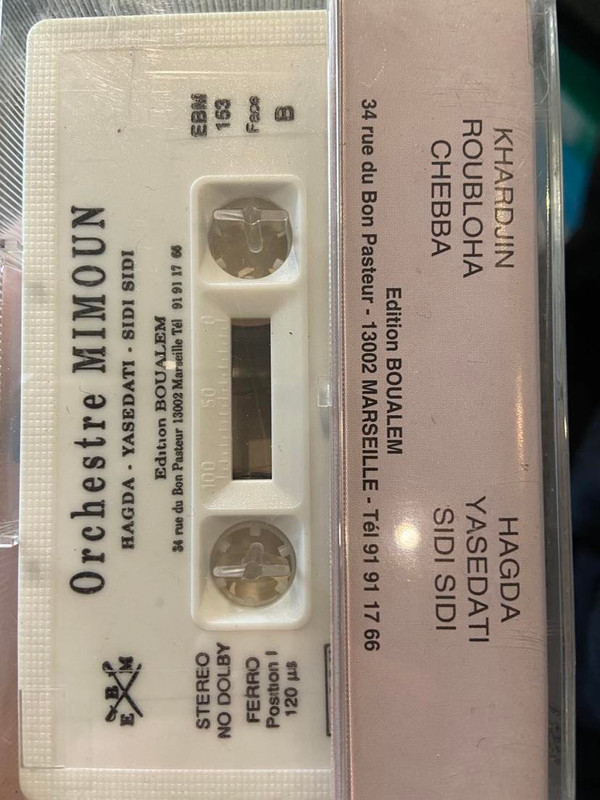 Orchestre MIMOUN
HAGDA - YASEDATI - SIDI SIDI
Edition BOUALEM
34 rue du Bon Pasteur 13002 Marseille Tél 91 91 17 66
EBM
163
Face
B
0 50 100
E B M
STEREO
NO DOLBY
FERRO
Position I
120 µs
KHARDJIN
ROUBLOHA
CHEBBA
HAGDA
YASEDATI
SIDI SIDI
Edition BOUALEM
34 rue du Bon Pasteur - 13002 MARSEILLE - Tél 91 91 17 66